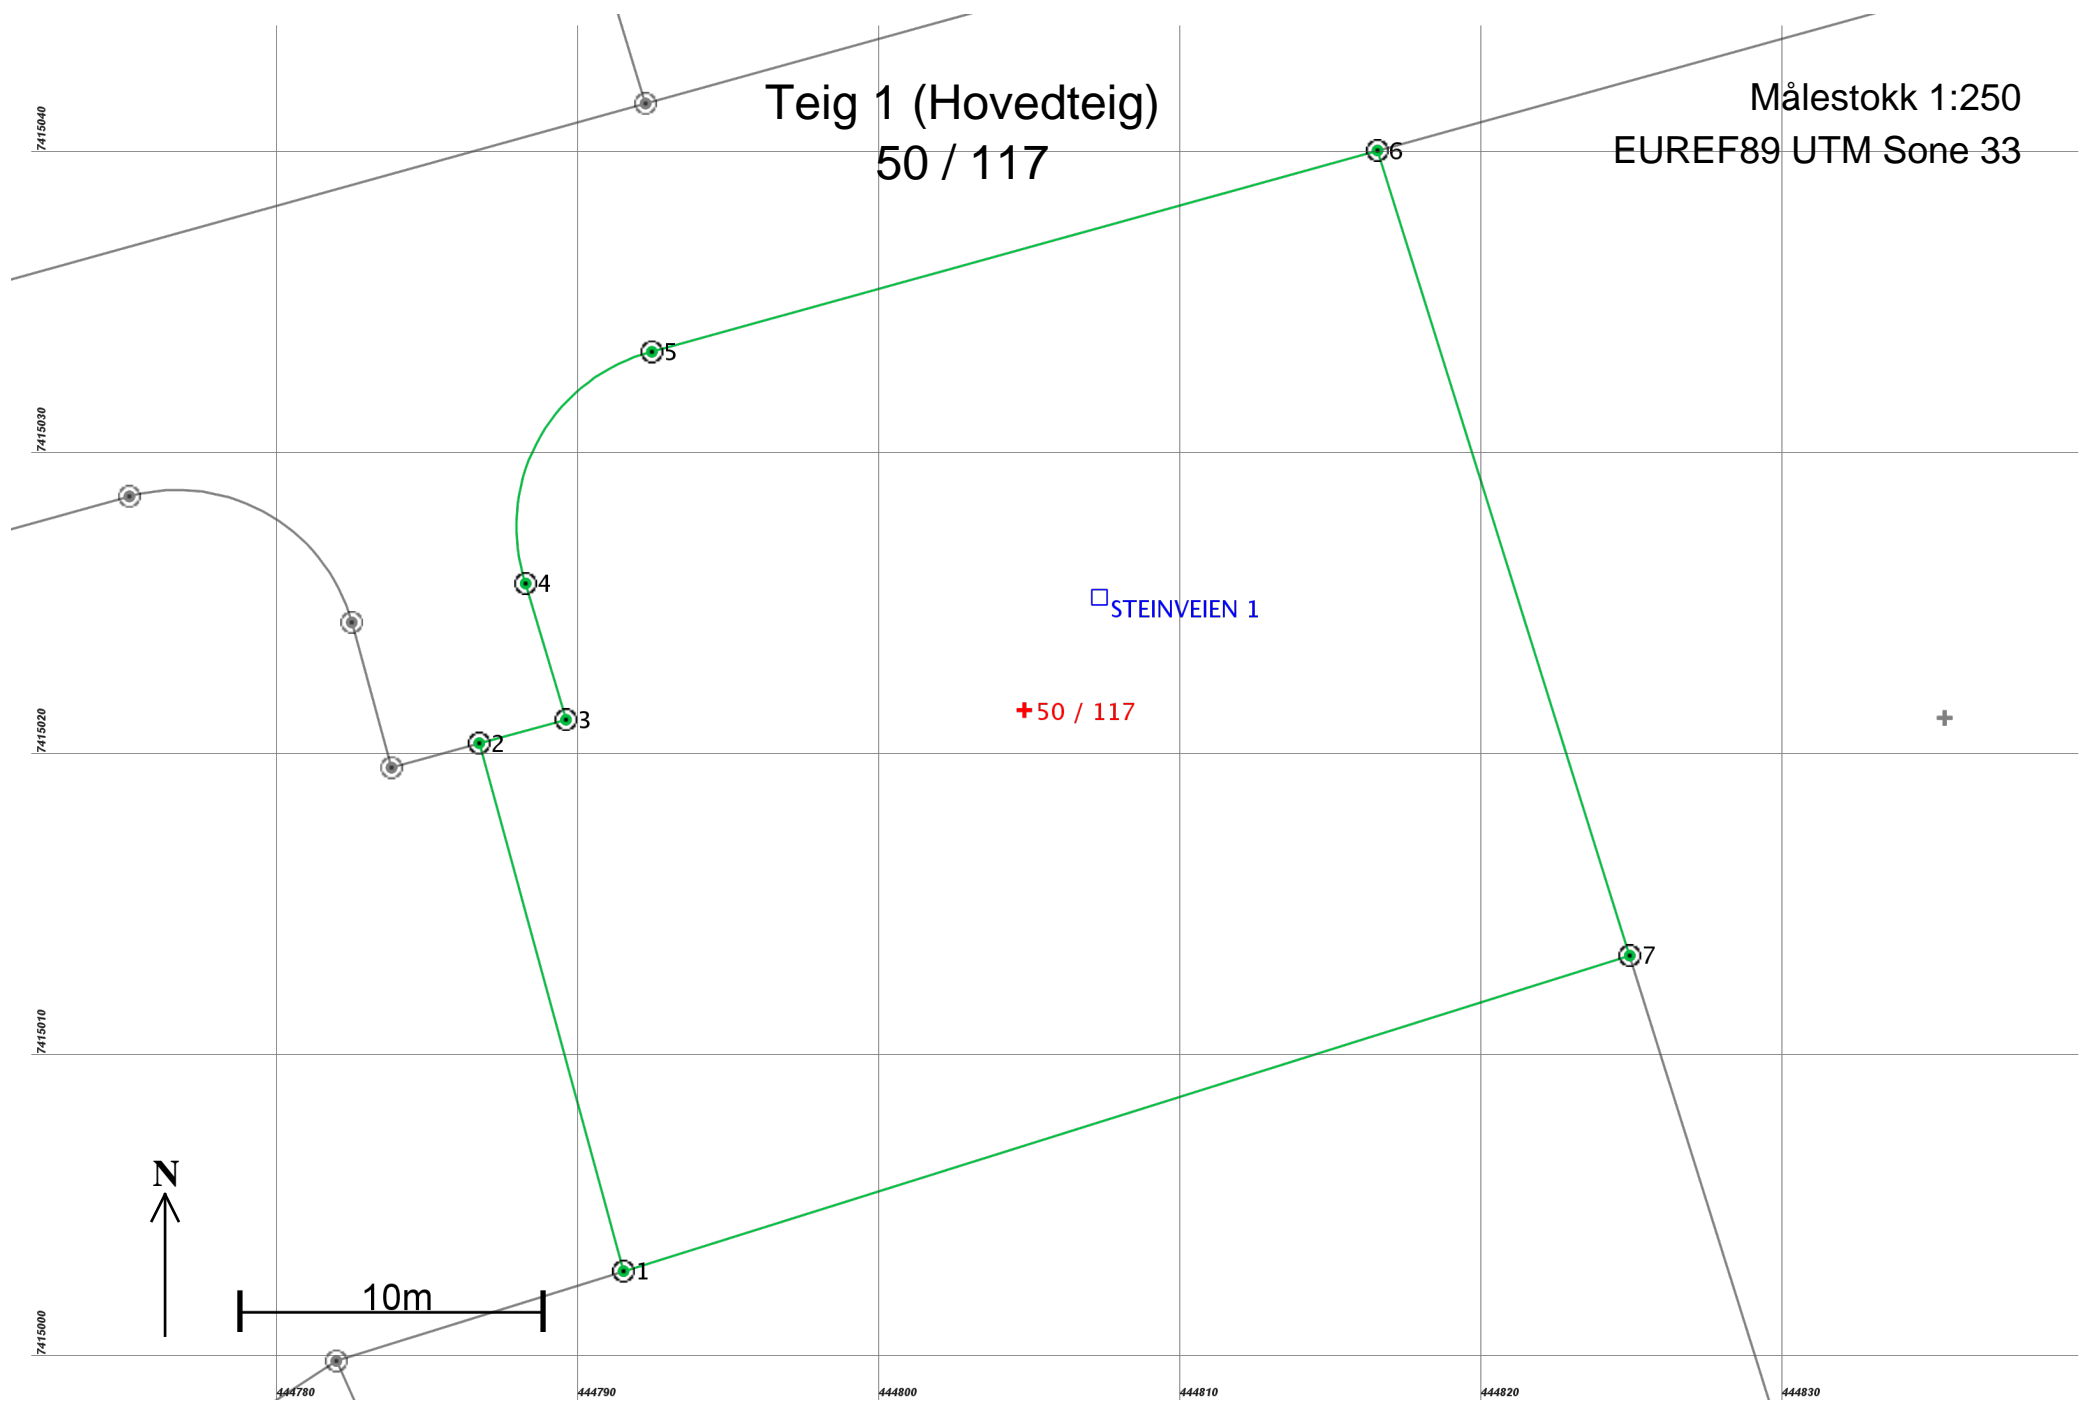 Teig 1 (Hovedteig)
50 / 117
Målestokk 1:250
EUREF89 UTM Sone 33
7415040
6
5
7415030
4
STEINVEIEN 1
50 / 117
3
2
7415020
7
7415010
N
1
10m
7415000
444780
444790
444800
444810
444820
444830